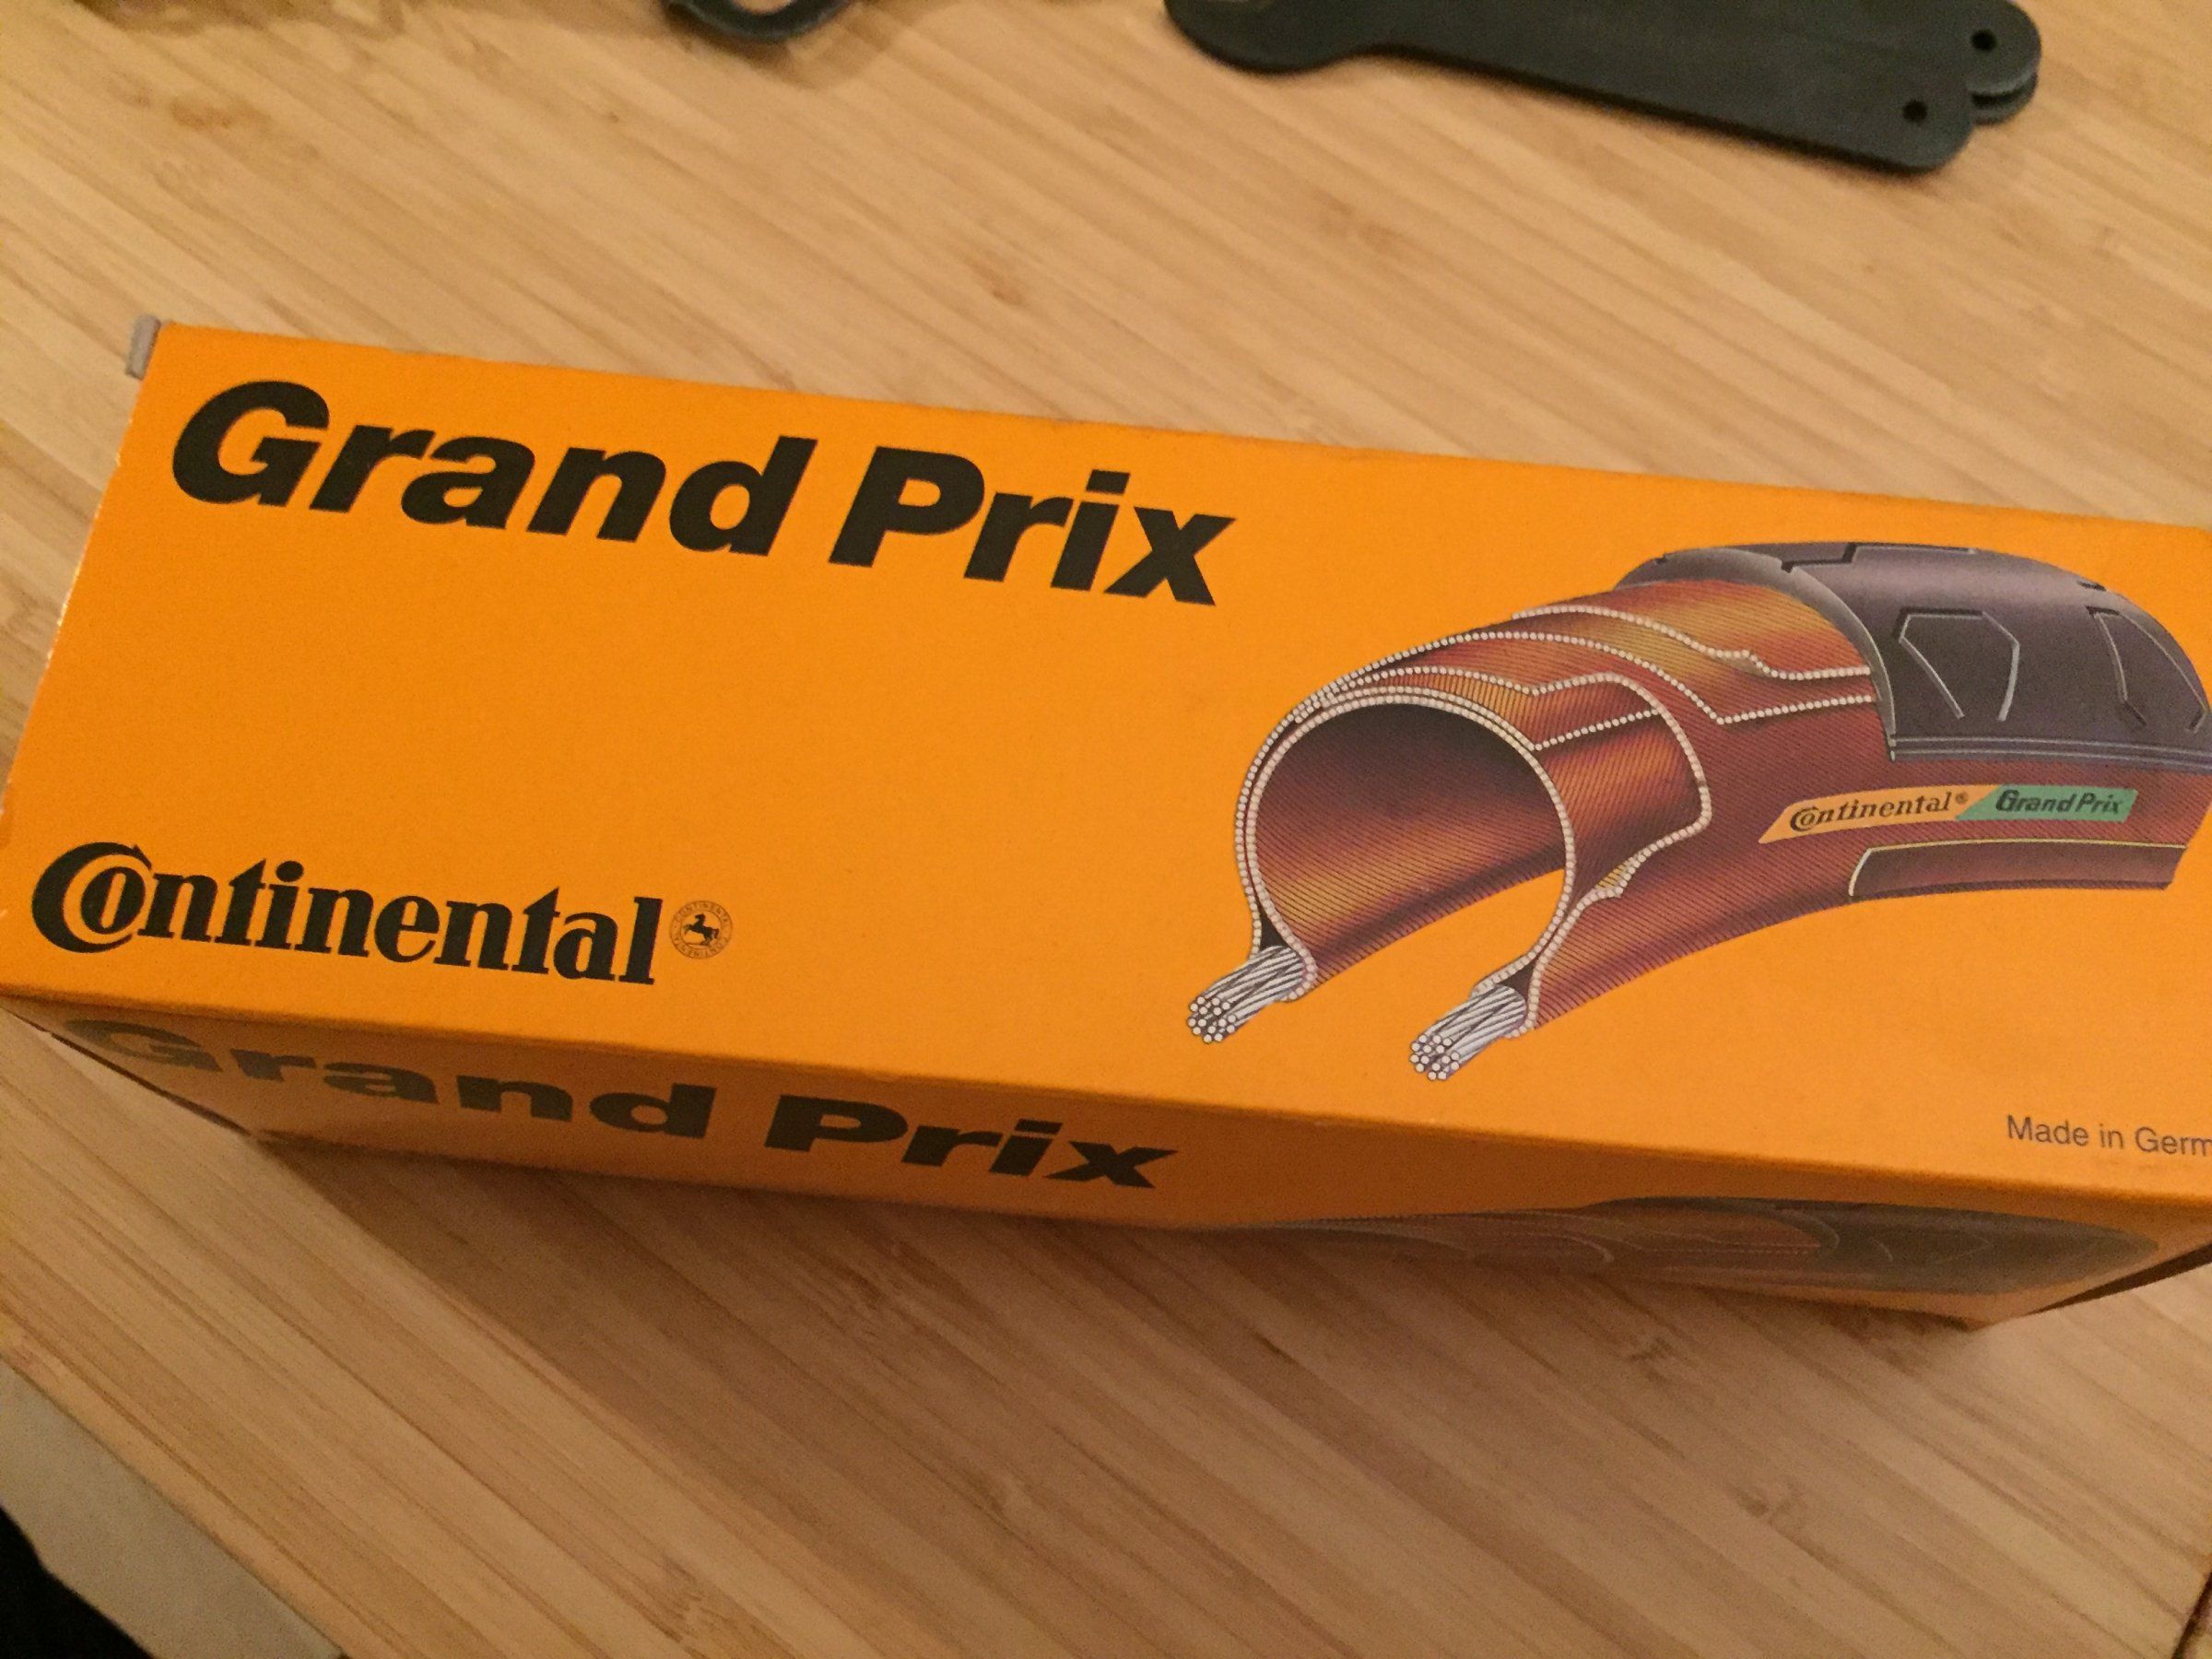 Grand Prix
Continental® Grand Prix
Continental
Made in Germ
Grand Prix